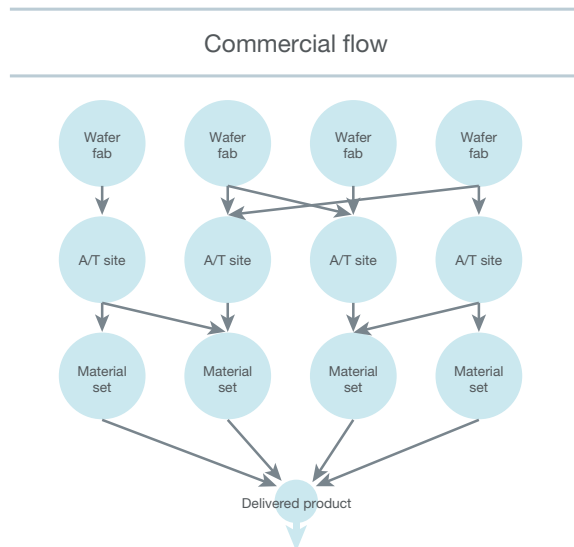 Commercial flow
Wafer
fab
Wafer
fab
Wafer
fab
Wafer
fab
A/T site
A/T site
A/T site
A/T site
Material
set
Material
set
Material
set
Material
set
Delivered product